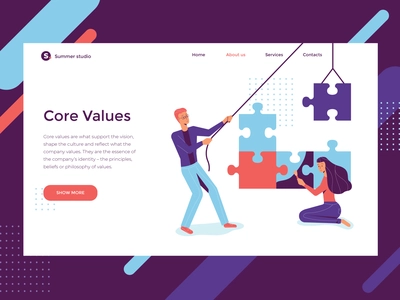 S Summer studio
Home About us Services Contacts
Core Values
Core values are what support the vision,
shape the culture and reflect what the
company values. They are the essence of
the company's identity – the principles,
beliefs or philosophy of values.
SHOW MORE